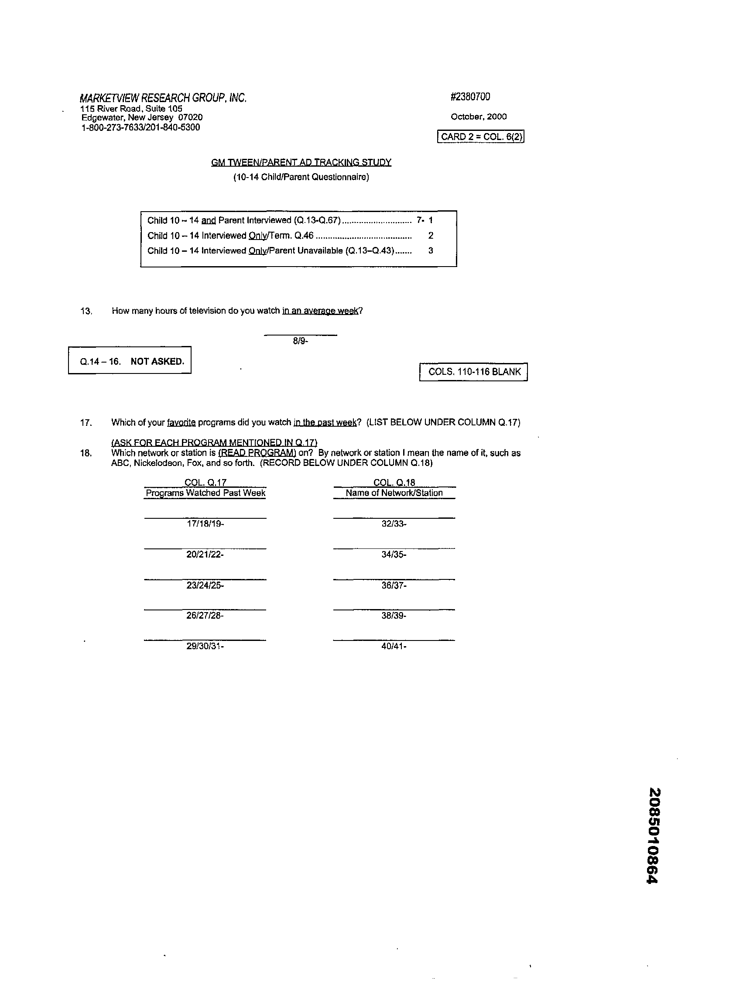 MARKETVIEW RESEARCH GROUP, INC.
115 River Road, Suite 105
Edgewater, New Jersey 07020
1-800-273-7633/201-840-5300
#2380700
October, 2000
CARD 2 = COL. 6(2)
GM TWEEN/PARENT AD TRACKING STUDY
(10-14 Child/Parent Questionnaire)
Child 10 – 14 and Parent Interviewed (Q.13-Q.67)............................. 7- 1
Child 10 – 14 Interviewed Only/Term. Q.46 ....................................... 2
Child 10 – 14 Interviewed Only/Parent Unavailable (Q.13–Q.43)....... 3
13. How many hours of television do you watch in an average week?
8/9-
Q.14 – 16. NOT ASKED.
COLS. 110-116 BLANK
17. Which of your favorite programs did you watch in the past week? (LIST BELOW UNDER COLUMN Q.17)
(ASK FOR EACH PROGRAM MENTIONED IN Q.17)
18. Which network or station is (READ PROGRAM) on? By network or station I mean the name of it, such as
ABC, Nickelodeon, Fox, and so forth. (RECORD BELOW UNDER COLUMN Q.18)
COL. Q.17 COL. Q.18
Programs Watched Past Week Name of Network/Station
17/18/19- 32/33-
20/21/22- 34/35-
23/24/25- 36/37-
26/27/28- 38/39-
29/30/31- 40/41-
2085010864